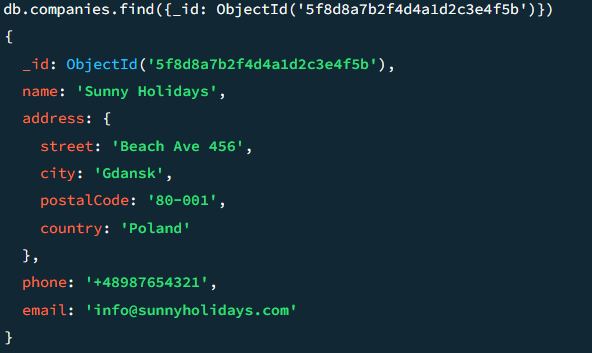 db.companies.find({_id: ObjectId('5f8d8a7b2f4d4a1d2c3e4f5b')})
{
  _id: ObjectId('5f8d8a7b2f4d4a1d2c3e4f5b'),
  name: 'Sunny Holidays',
  address: {
    street: 'Beach Ave 456',
    city: 'Gdansk',
    postalCode: '80-001',
    country: 'Poland'
  },
  phone: '+48987654321',
  email: 'info@sunnyholidays.com'
}